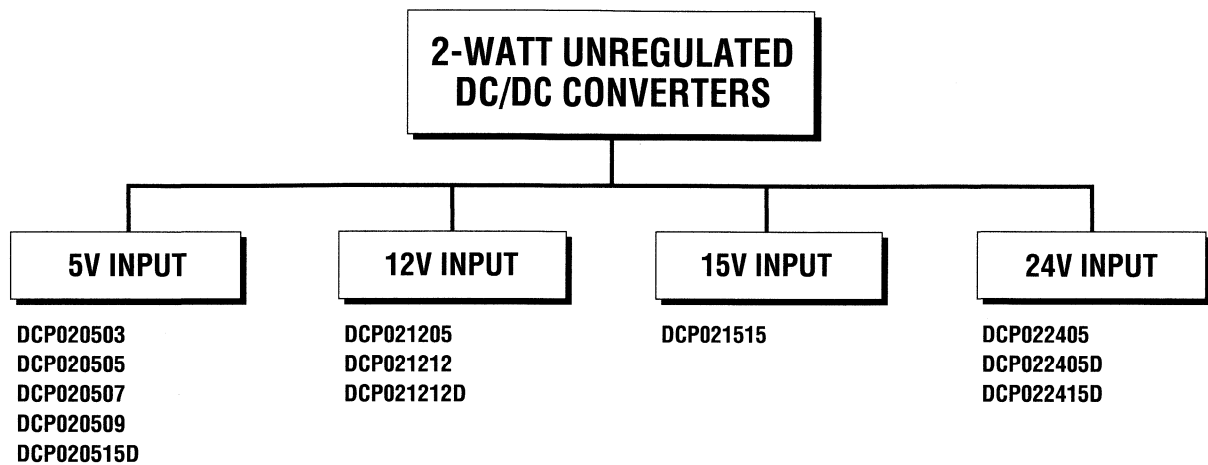 2-WATT UNREGULATED
DC/DC CONVERTERS
5V INPUT
DCP020503
DCP020505
DCP020507
DCP020509
DCP020515D
12V INPUT
DCP021205
DCP021212
DCP021212D
15V INPUT
DCP021515
24V INPUT
DCP022405
DCP022405D
DCP022415D